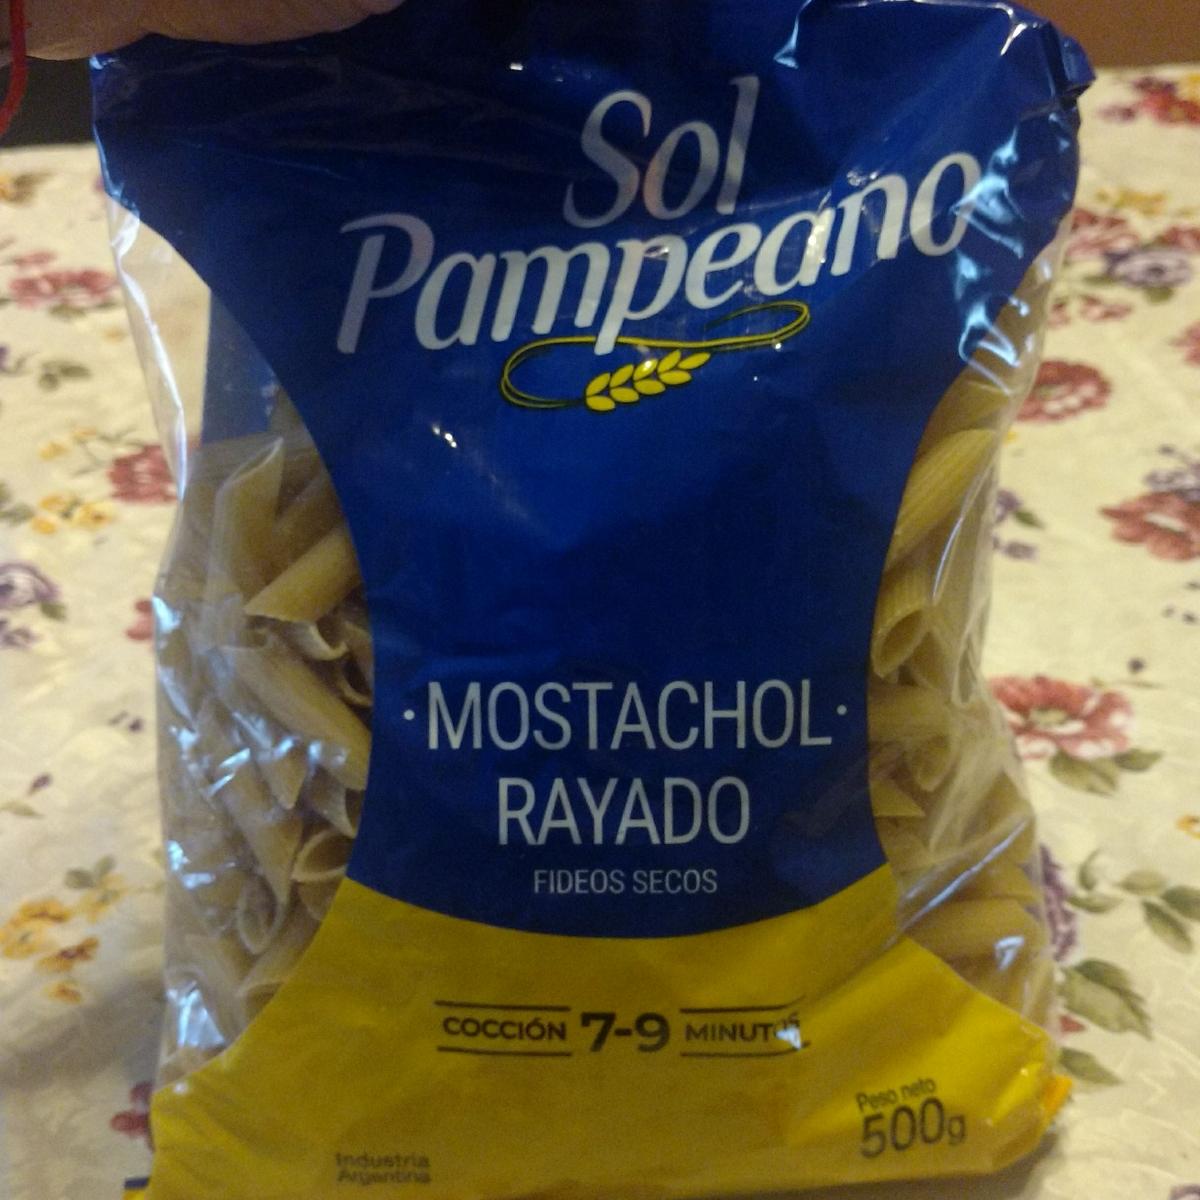 Sol
Pampeano
· MOSTACHOL ·
RAYADO
FIDEOS SECOS
COCCIÓN 7-9 MINUTOS
Peso neto
500g
Industria
Argentina